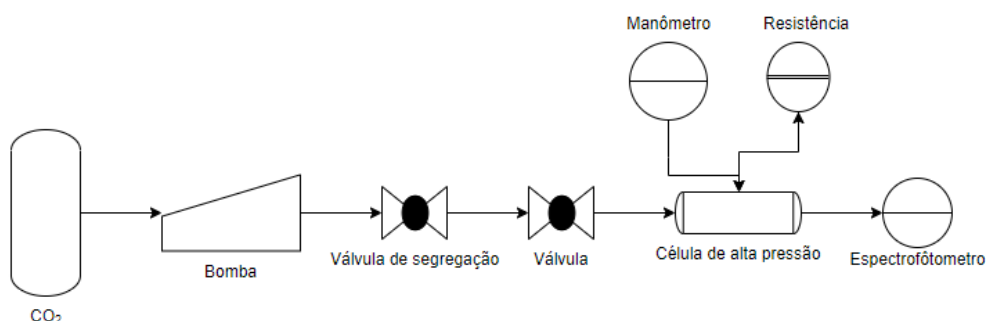 Manômetro
Resistência
Bomba
Válvula de segregação
Válvula
Célula de alta pressão
Espectrofôtometro
CO₂